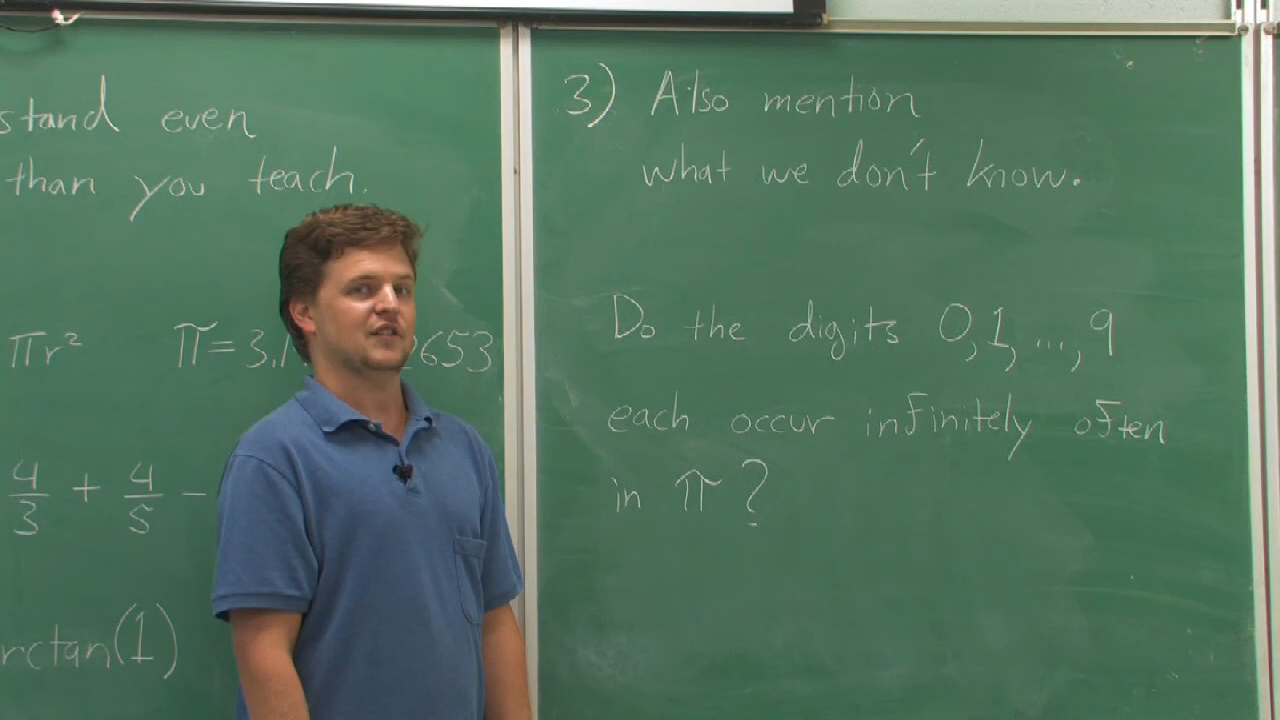 stand even
than you teach.
πr² π=3.1 2653
4/3 + 4/5 −
rctan(1)
3) Also mention
what we don't know.
Do the digits 0,1,...,9
each occur infinitely often
in π?